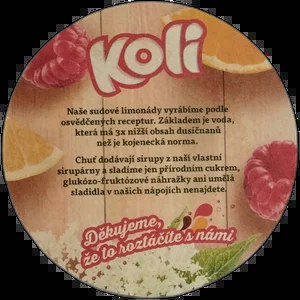 Koli
Naše sudové limonády vyrábíme podle
osvědčených receptur. Základem je voda,
která má 3x nižší obsah dusičnanů
než je kojenecká norma.
Chuť dodávají sirupy z naší vlastní
sirupárny a sladíme jen přírodním cukrem,
glukózo-fruktózové náhražky ani umělá
sladidla v našich nápojích nenajdete.
Děkujeme,
že to roztáčíte s námi